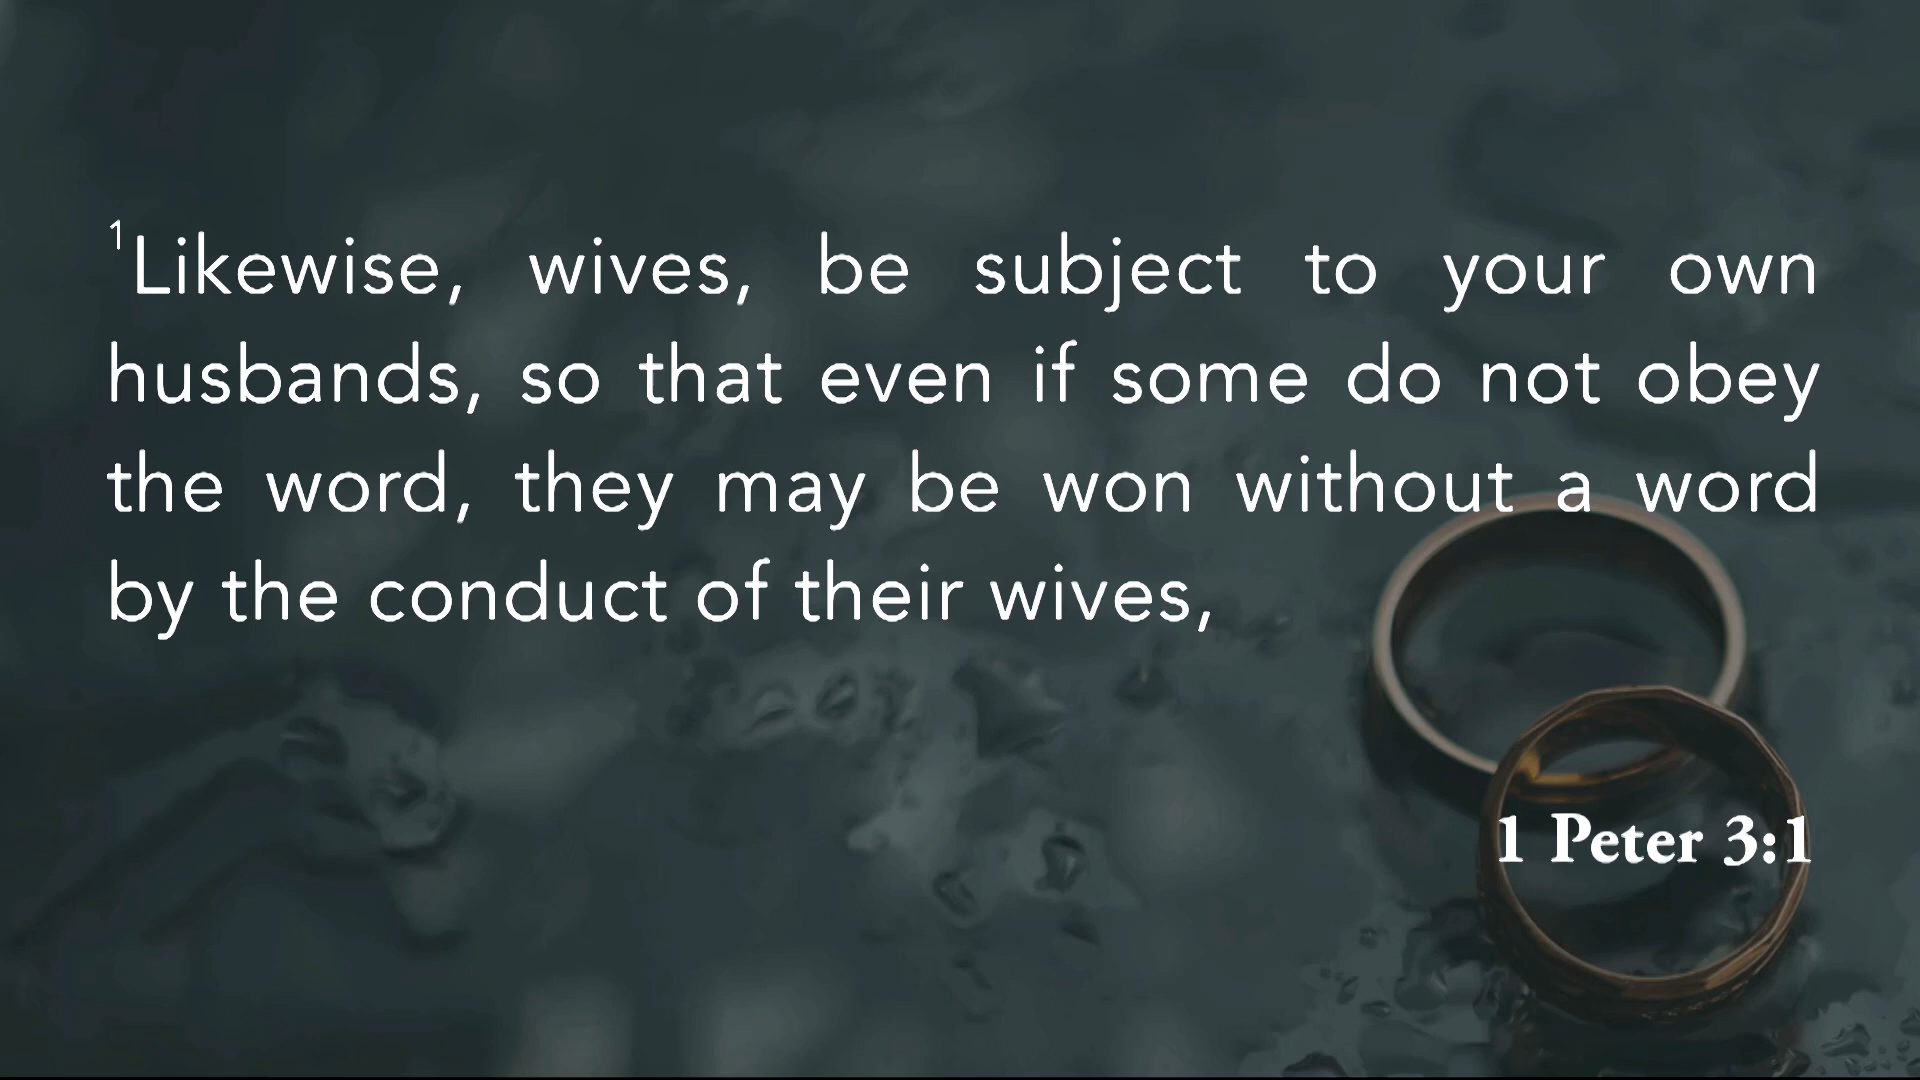 ¹Likewise, wives, be subject to your own
husbands, so that even if some do not obey
the word, they may be won without a word
by the conduct of their wives,
1 Peter 3:1